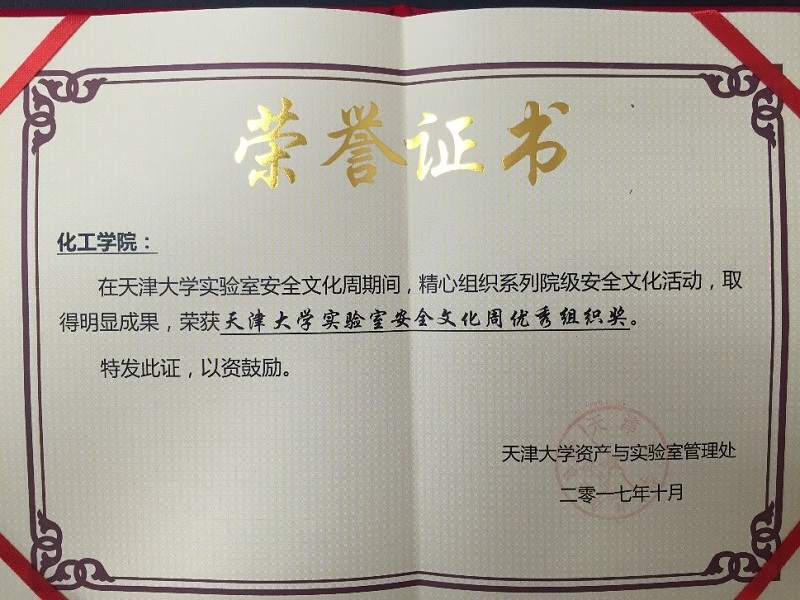 荣誉证书
化工学院：
在天津大学实验室安全文化周期间，精心组织系列院级安全文化活动，取
得明显成果，荣获天津大学实验室安全文化周优秀组织奖。
特发此证，以资鼓励。
天津
天津大学资产与实验室管理处
二零一七年十月